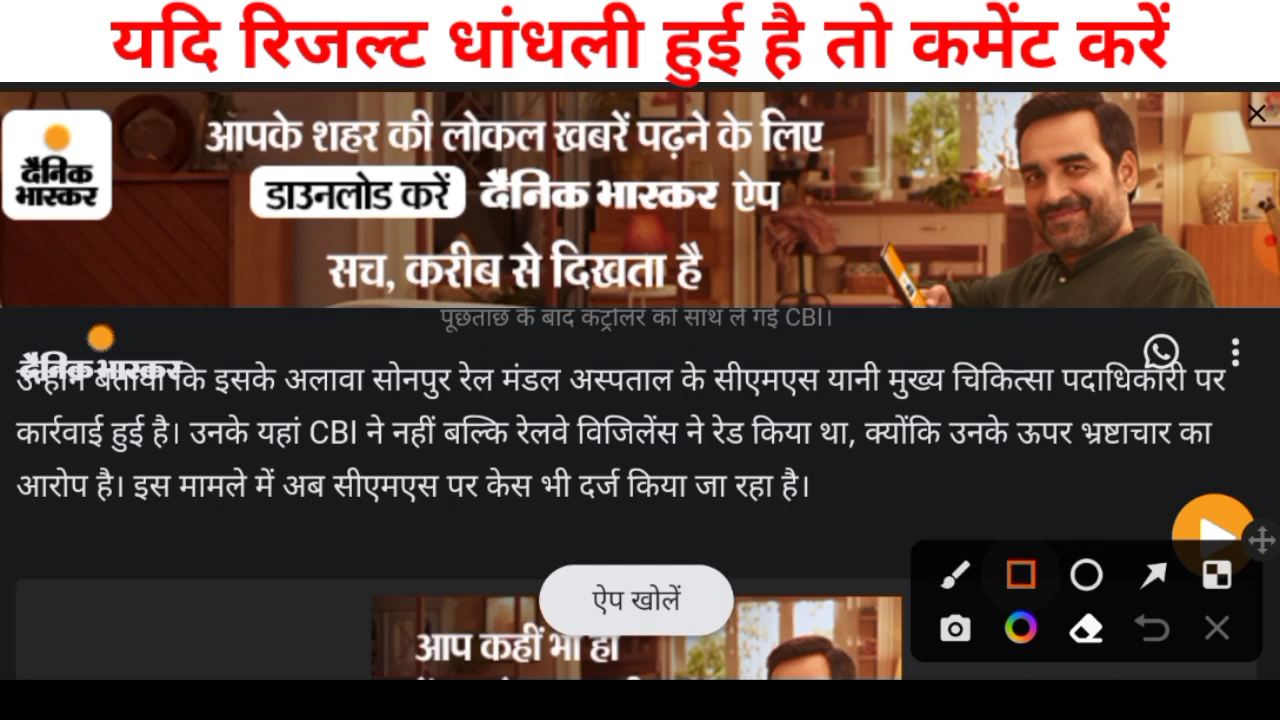 यदि रिजल्ट धांधली हुई है तो कमेंट करें
दैनिक
भास्कर
आपके शहर की लोकल ख़बरें पढ़ने के लिए
डाउनलोड करें दैनिक भास्कर ऐप
सच, करीब से दिखता है
पूछताछ के बाद कंट्रोलर को साथ ले गई CBI।
दैनिक भास्कर
उन्होंने बताया कि इसके अलावा सोनपुर रेल मंडल अस्पताल के सीएमएस यानी मुख्य चिकित्सा पदाधिकारी पर
कार्रवाई हुई है। उनके यहां CBI ने नहीं बल्कि रेलवे विजिलेंस ने रेड किया था, क्योंकि उनके ऊपर भ्रष्टाचार का
आरोप है। इस मामले में अब सीएमएस पर केस भी दर्ज किया जा रहा है।
ऐप खोलें
आप कहीं भी हों